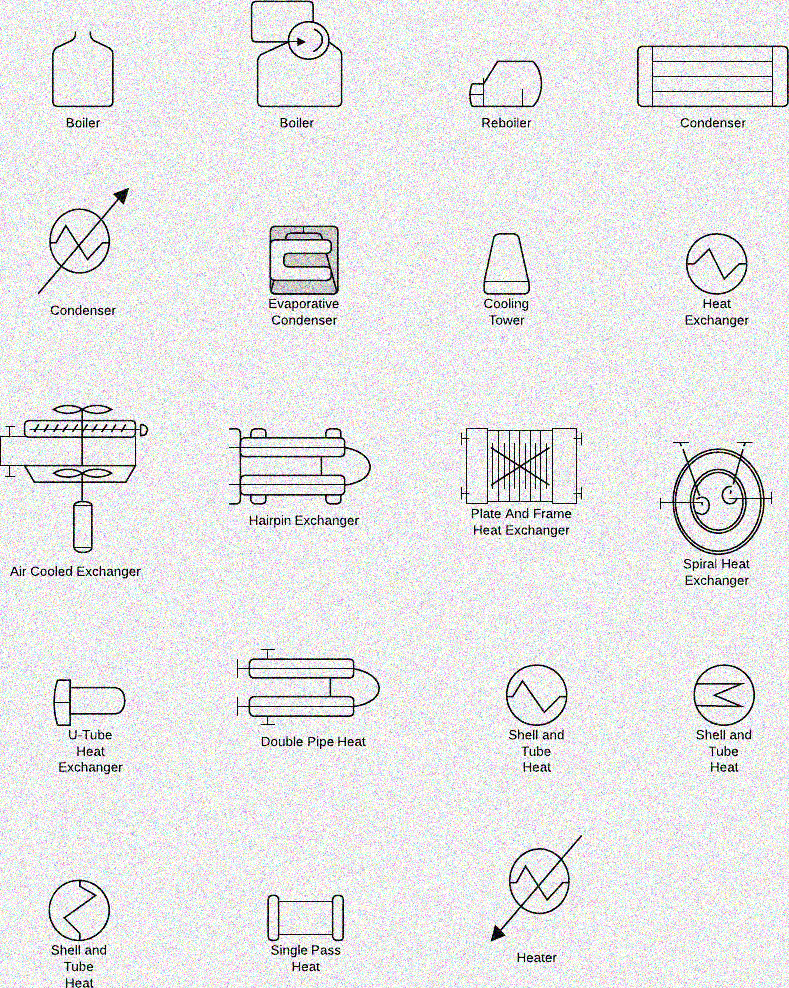 Boiler
Boiler
Reboiler
Condenser
Condenser
Evaporative
Condenser
Cooling
Tower
Heat
Exchanger
Air Cooled Exchanger
Hairpin Exchanger
Plate And Frame
Heat Exchanger
Spiral Heat
Exchanger
U-Tube
Heat
Exchanger
Double Pipe Heat
Shell and
Tube
Heat
Shell and
Tube
Heat
Shell and
Tube
Heat
Single Pass
Heat
Heater